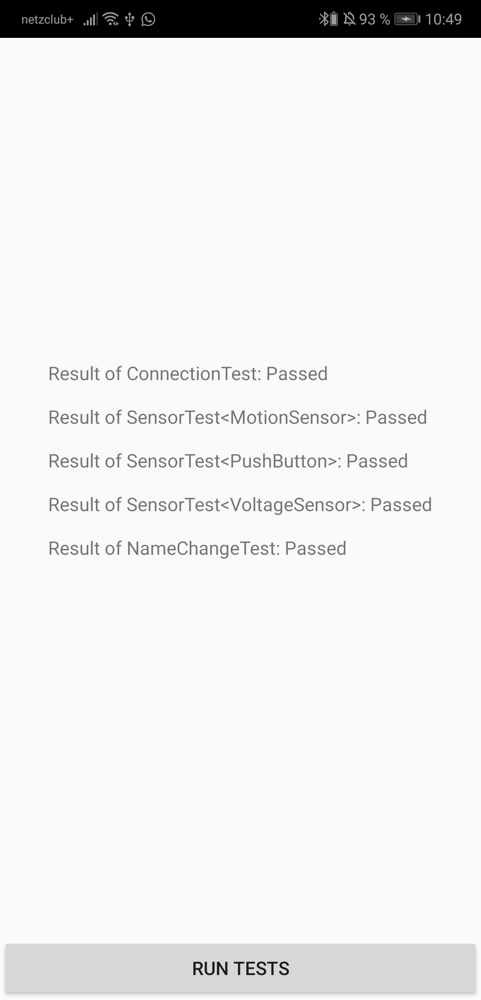 netzclub+ 93 % 10:49
Result of ConnectionTest: Passed
Result of SensorTest<MotionSensor>: Passed
Result of SensorTest<PushButton>: Passed
Result of SensorTest<VoltageSensor>: Passed
Result of NameChangeTest: Passed
RUN TESTS